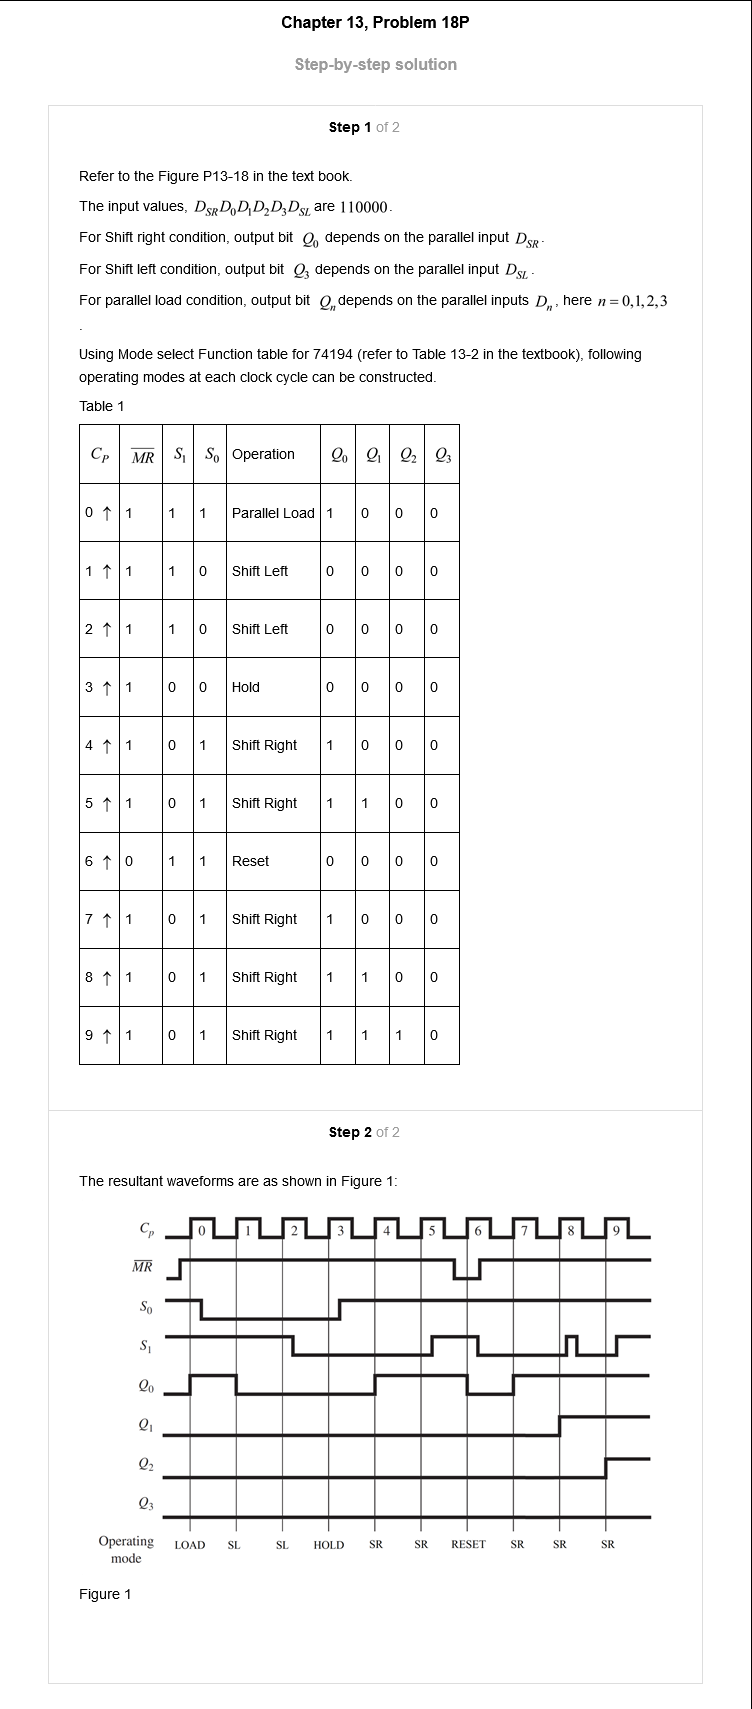 Chapter 13, Problem 18P
Step-by-step solution
Step 1 of 2
Refer to the Figure P13-18 in the text book.
The input values, D_SR D_0 D_1 D_2 D_3 D_SL are 110000.
For Shift right condition, output bit Q_0 depends on the parallel input D_SR.
For Shift left condition, output bit Q_3 depends on the parallel input D_SL.
For parallel load condition, output bit Q_n depends on the parallel inputs D_n, here n = 0,1,2,3
.
Using Mode select Function table for 74194 (refer to Table 13-2 in the textbook), following
operating modes at each clock cycle can be constructed.
Table 1
C_P M̅R̅ S_1 S_0 Operation Q_0 Q_1 Q_2 Q_3
0 ↑ 1 1 1 Parallel Load 1 0 0 0
1 ↑ 1 1 0 Shift Left 0 0 0 0
2 ↑ 1 1 0 Shift Left 0 0 0 0
3 ↑ 1 0 0 Hold 0 0 0 0
4 ↑ 1 0 1 Shift Right 1 0 0 0
5 ↑ 1 0 1 Shift Right 1 1 0 0
6 ↑ 0 1 1 Reset 0 0 0 0
7 ↑ 1 0 1 Shift Right 1 0 0 0
8 ↑ 1 0 1 Shift Right 1 1 0 0
9 ↑ 1 0 1 Shift Right 1 1 1 0
Step 2 of 2
The resultant waveforms are as shown in Figure 1:
C_p 0 1 2 3 4 5 6 7 8 9
M̅R̅
S_0
S_1
Q_0
Q_1
Q_2
Q_3
Operating mode LOAD SL SL HOLD SR SR RESET SR SR SR
Figure 1